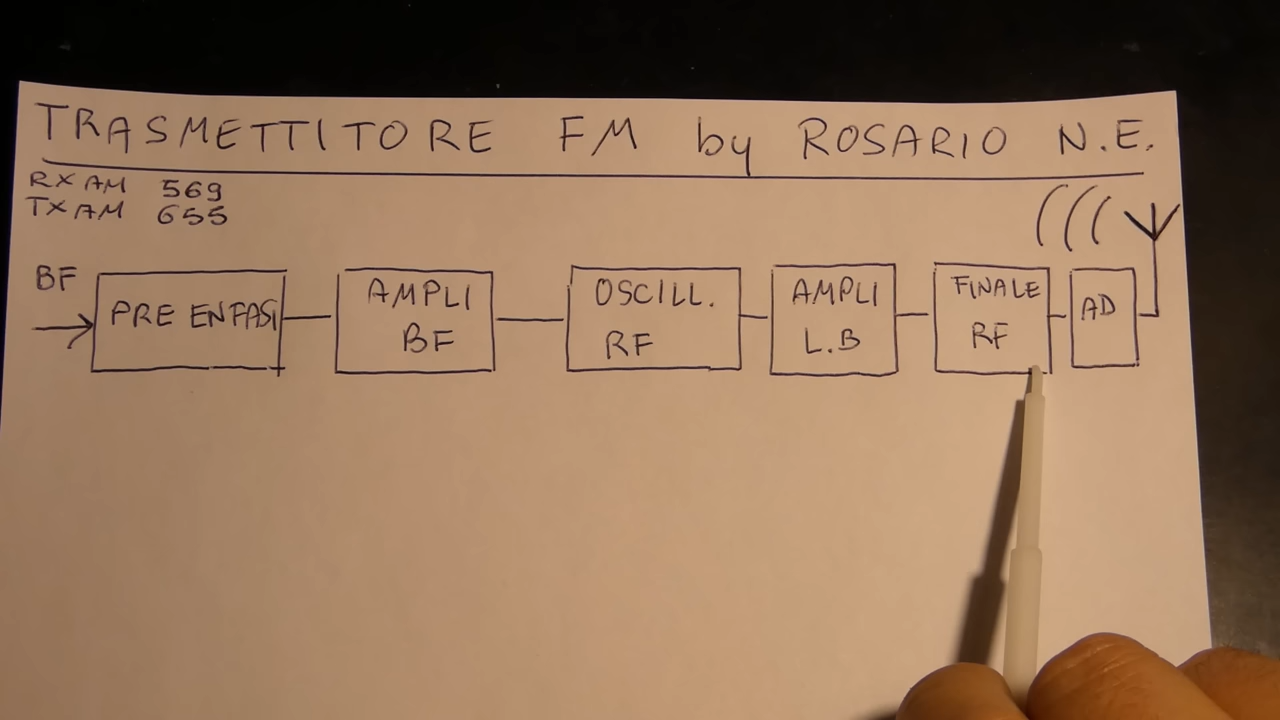 TRASMETTITORE FM by ROSARIO N.E.
RX AM 569
TX AM 655
BF
PRE ENFASI
AMPLI
BF
OSCILL.
RF
AMPLI
L.B
FINALE
RF
AD